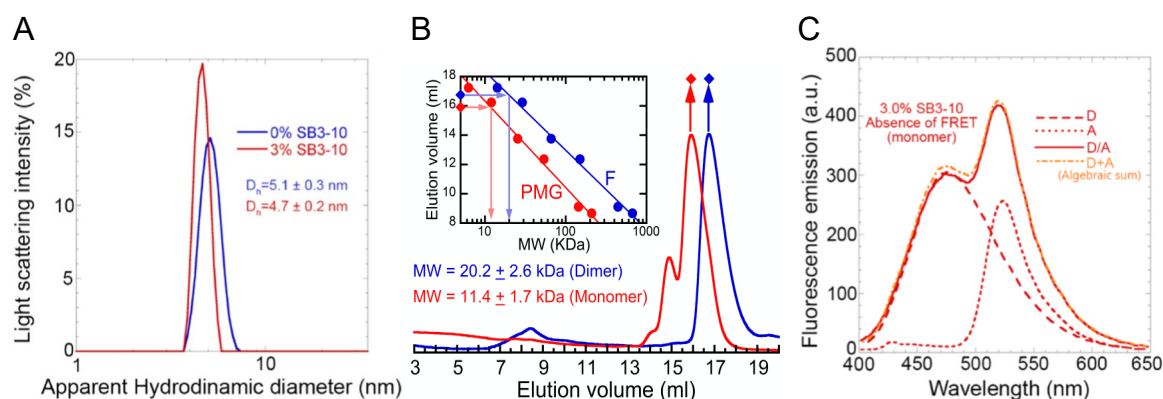 A
20
15
10
5
0
1
10
Light scattering intensity (%)
Apparent Hydrodinamic diameter (nm)
0% SB3-10
3% SB3-10
Dh=5.1 ± 0.3 nm
Dh=4.7 ± 0.2 nm
B
18
16
14
12
10
8
Elution volume (ml)
10
100
1000
MW (KDa)
PMG
F
MW = 20.2 ± 2.6 kDa (Dimer)
MW = 11.4 ± 1.7 kDa (Monomer)
3 5 7 9 11 13 15 17 19
Elution volume (ml)
C
500
400
300
200
100
0
Fluorescence emission (a.u.)
3.0% SB3-10
Absence of FRET
(monomer)
D
A
D/A
D+A
(Algebraic sum)
400 450 500 550 600 650
Wavelength (nm)